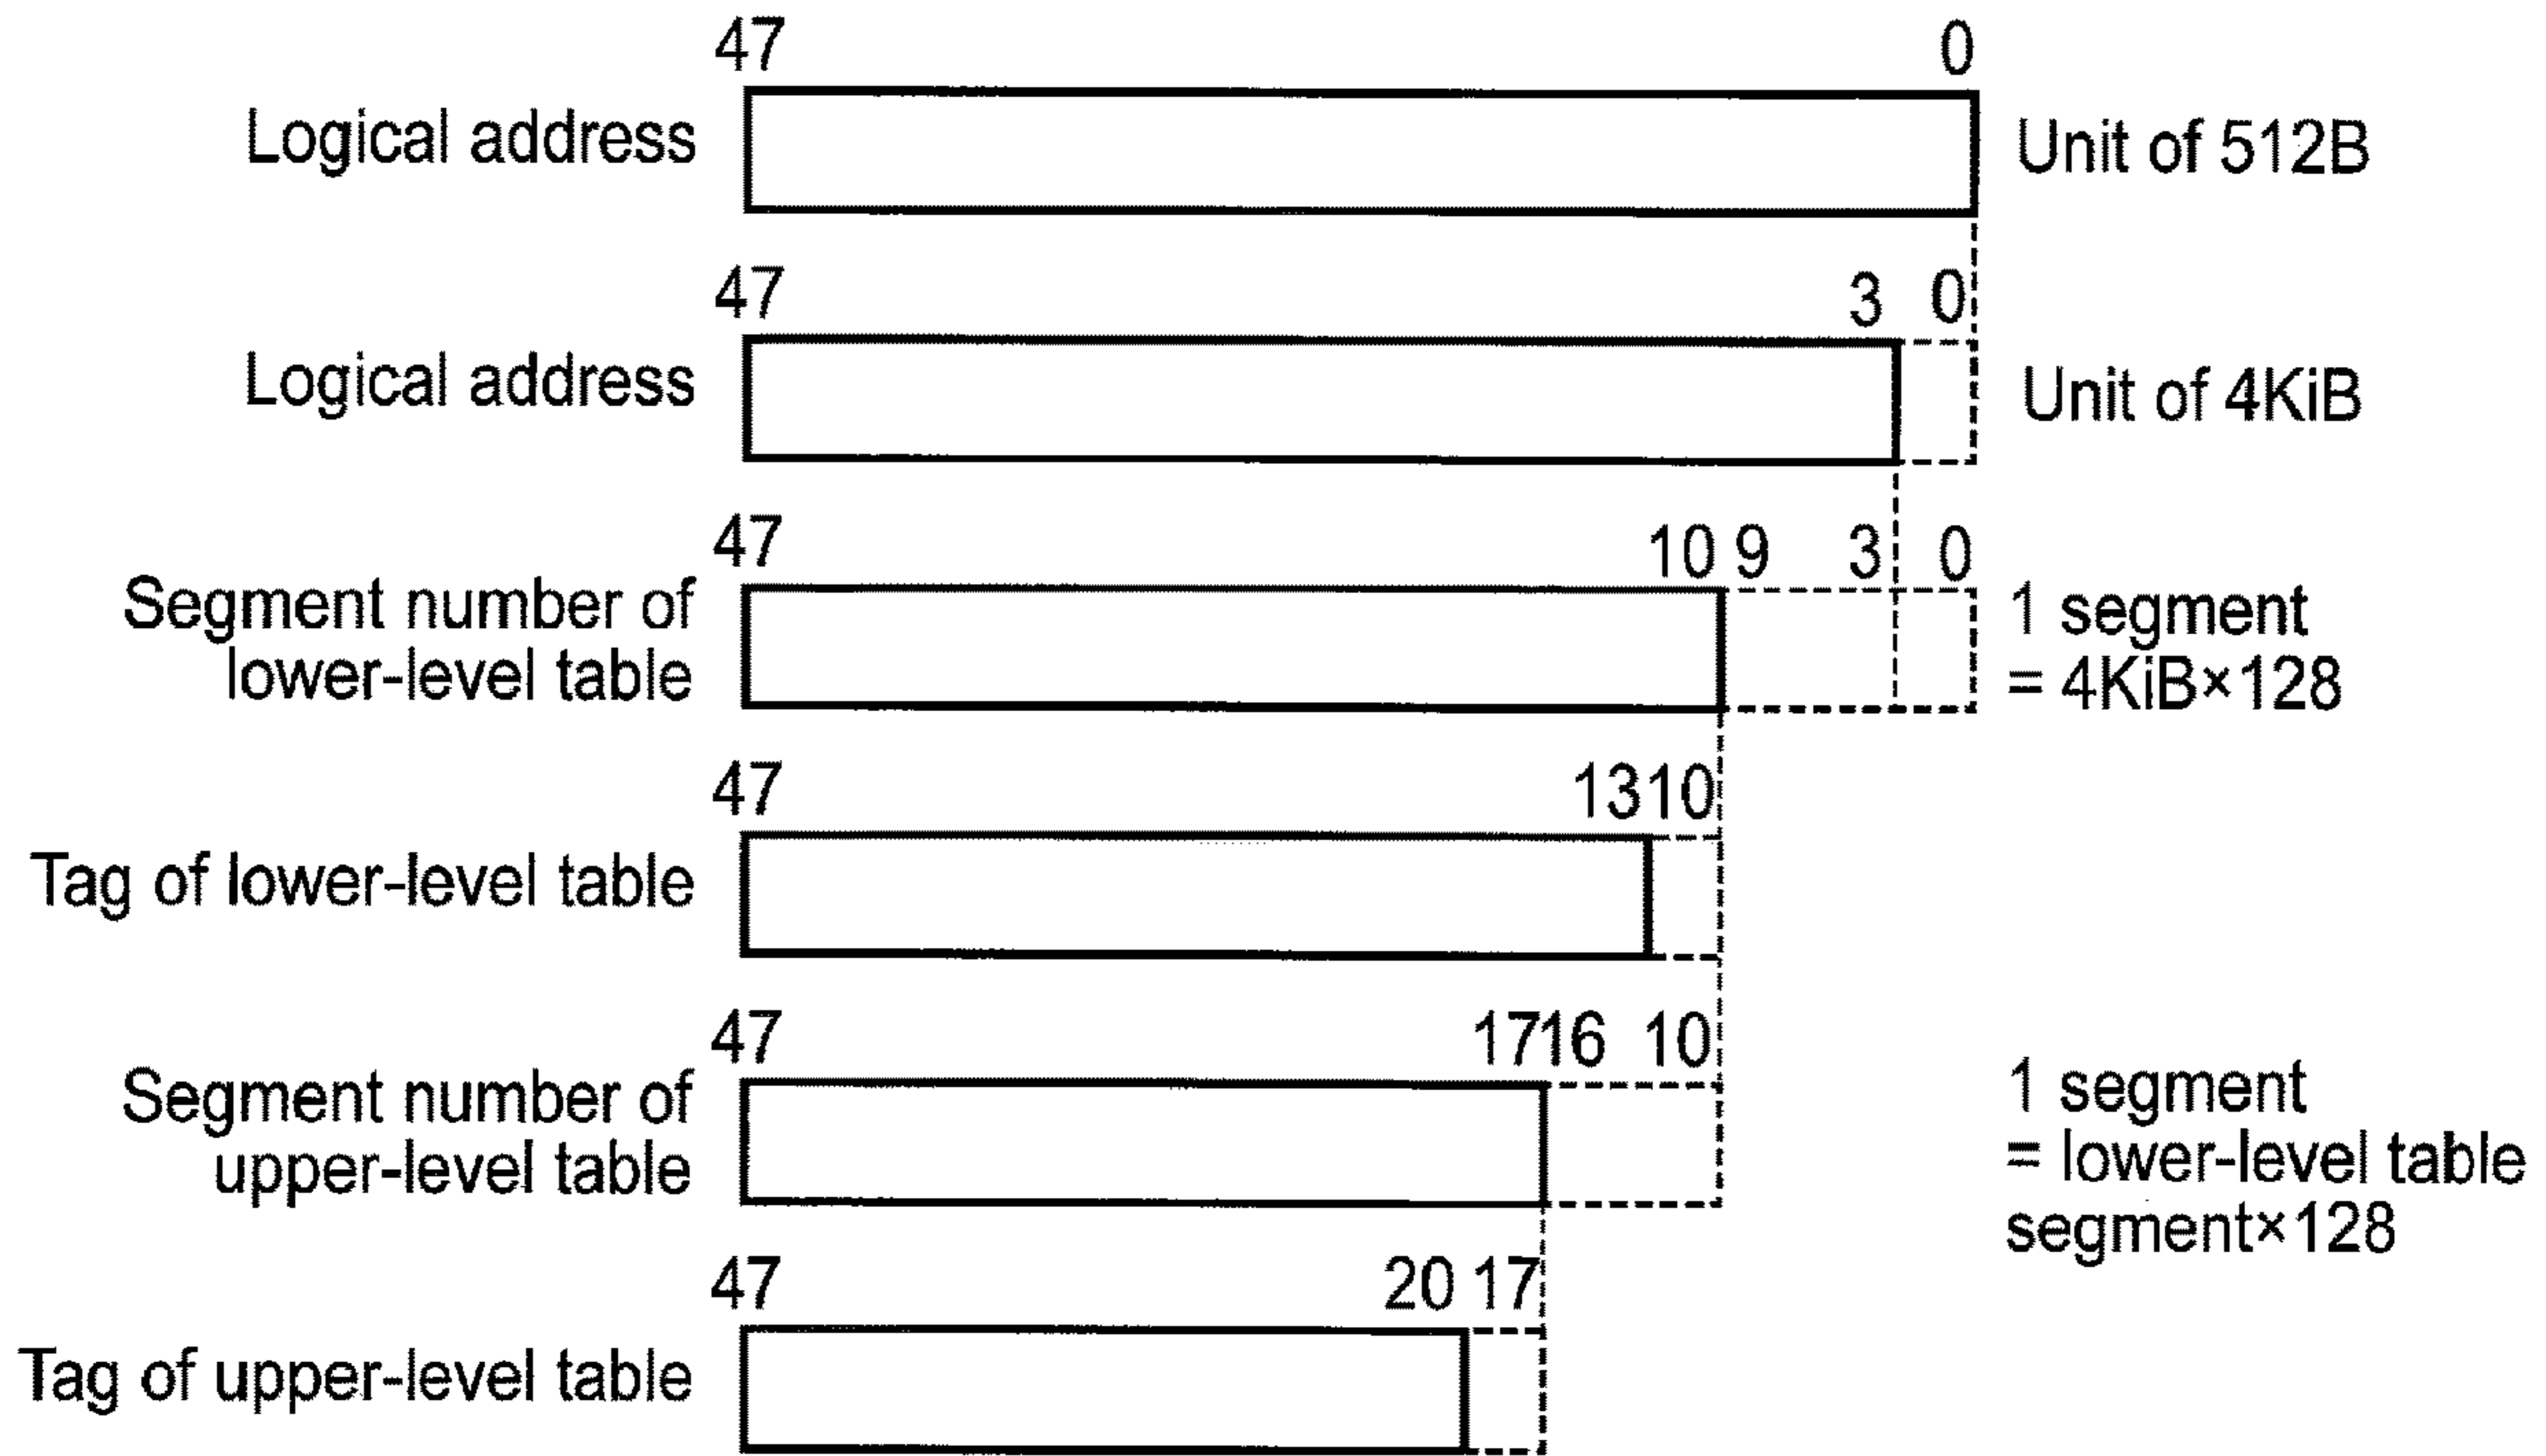 47 0
Logical address Unit of 512B
47 3 0
Logical address Unit of 4KiB
47 10 9 3 0
Segment number of
lower-level table
1 segment
= 4KiB×128
47 13 10
Tag of lower-level table
47 17 16 10
Segment number of
upper-level table
1 segment
= lower-level table
segment×128
47 20 17
Tag of upper-level table